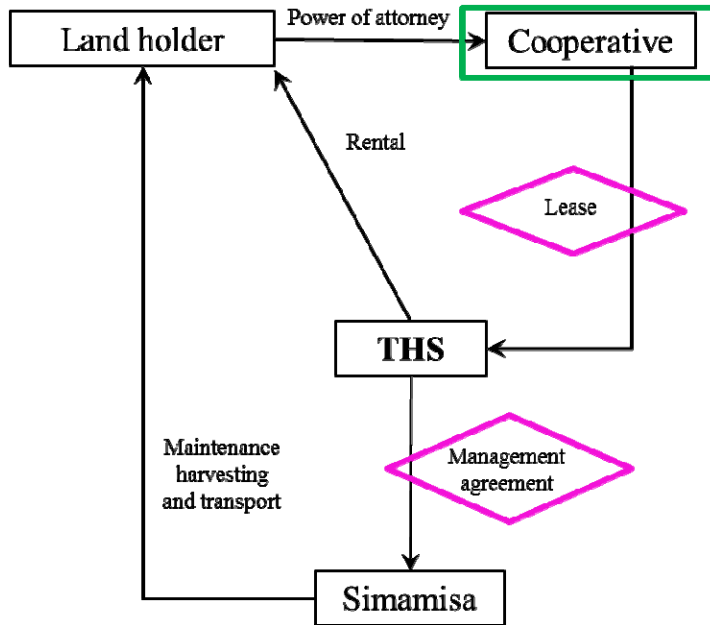 Power of attorney
Land holder
Cooperative
Rental
Lease
THS
Maintenance
harvesting
and transport
Management
agreement
Simamisa